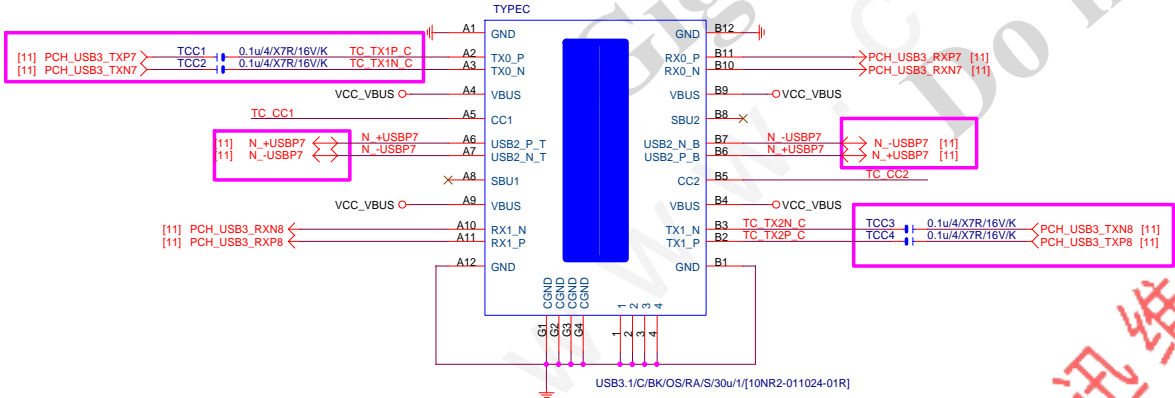 TYPEC
A1 GND GND B12
[11] PCH_USB3_TXP7 TCC1 0.1u/4/X7R/16V/K TC_TX1P_C A2 TX0_P RX0_P B11 PCH_USB3_RXP7 [11]
[11] PCH_USB3_TXN7 TCC2 0.1u/4/X7R/16V/K TC_TX1N_C A3 TX0_N RX0_N B10 PCH_USB3_RXN7 [11]
VCC_VBUS A4 VBUS VBUS B9 VCC_VBUS
TC_CC1 A5 CC1 SBU2 B8
[11] N_+USBP7 N_+USBP7 A6 USB2_P_T USB2_N_B B7 N_-USBP7 N_-USBP7 [11]
[11] N_-USBP7 N_-USBP7 A7 USB2_N_T USB2_P_B B6 N_+USBP7 N_+USBP7 [11]
A8 SBU1 CC2 B5 TC_CC2
VCC_VBUS A9 VBUS VBUS B4 VCC_VBUS
[11] PCH_USB3_RXN8 A10 RX1_N TX1_N B3 TC_TX2N_C TCC3 0.1u/4/X7R/16V/K PCH_USB3_TXN8 [11]
[11] PCH_USB3_RXP8 A11 RX1_P TX1_P B2 TC_TX2P_C TCC4 0.1u/4/X7R/16V/K PCH_USB3_TXP8 [11]
A12 GND GND B1
CGND CGND CGND CGND 1 2 3 4
G1 G2 G3 G4 1 2 3 4
USB3.1/C/BK/OS/RA/S/30u/1/[10NR2-011024-01R]
Do
w w w . c
迅维